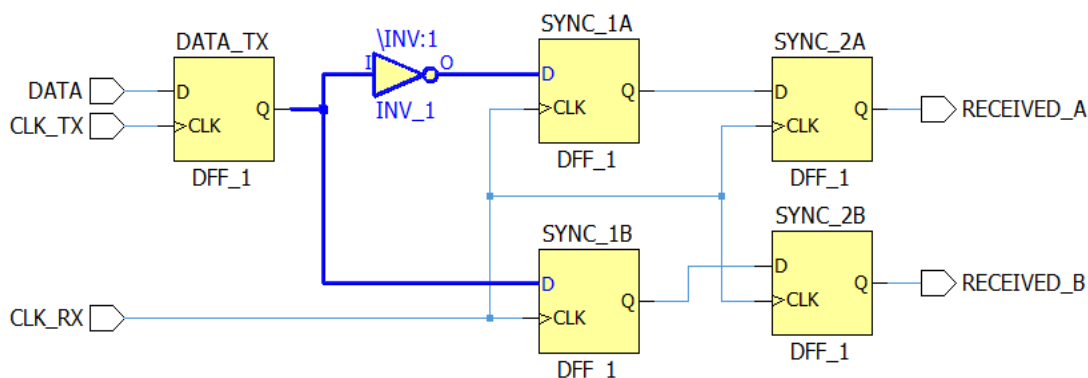 SYNC_1A
\INV:1
DATA_TX
SYNC_2A
I
O
D
DATA
D
Q
D
Q
RECEIVED_A
CLK_TX
CLK
Q
INV_1
CLK
CLK
DFF_1
DFF_1
DFF_1
SYNC_2B
SYNC_1B
D
Q
RECEIVED_B
D
Q
CLK
CLK_RX
CLK
DFF_1
DFF_1